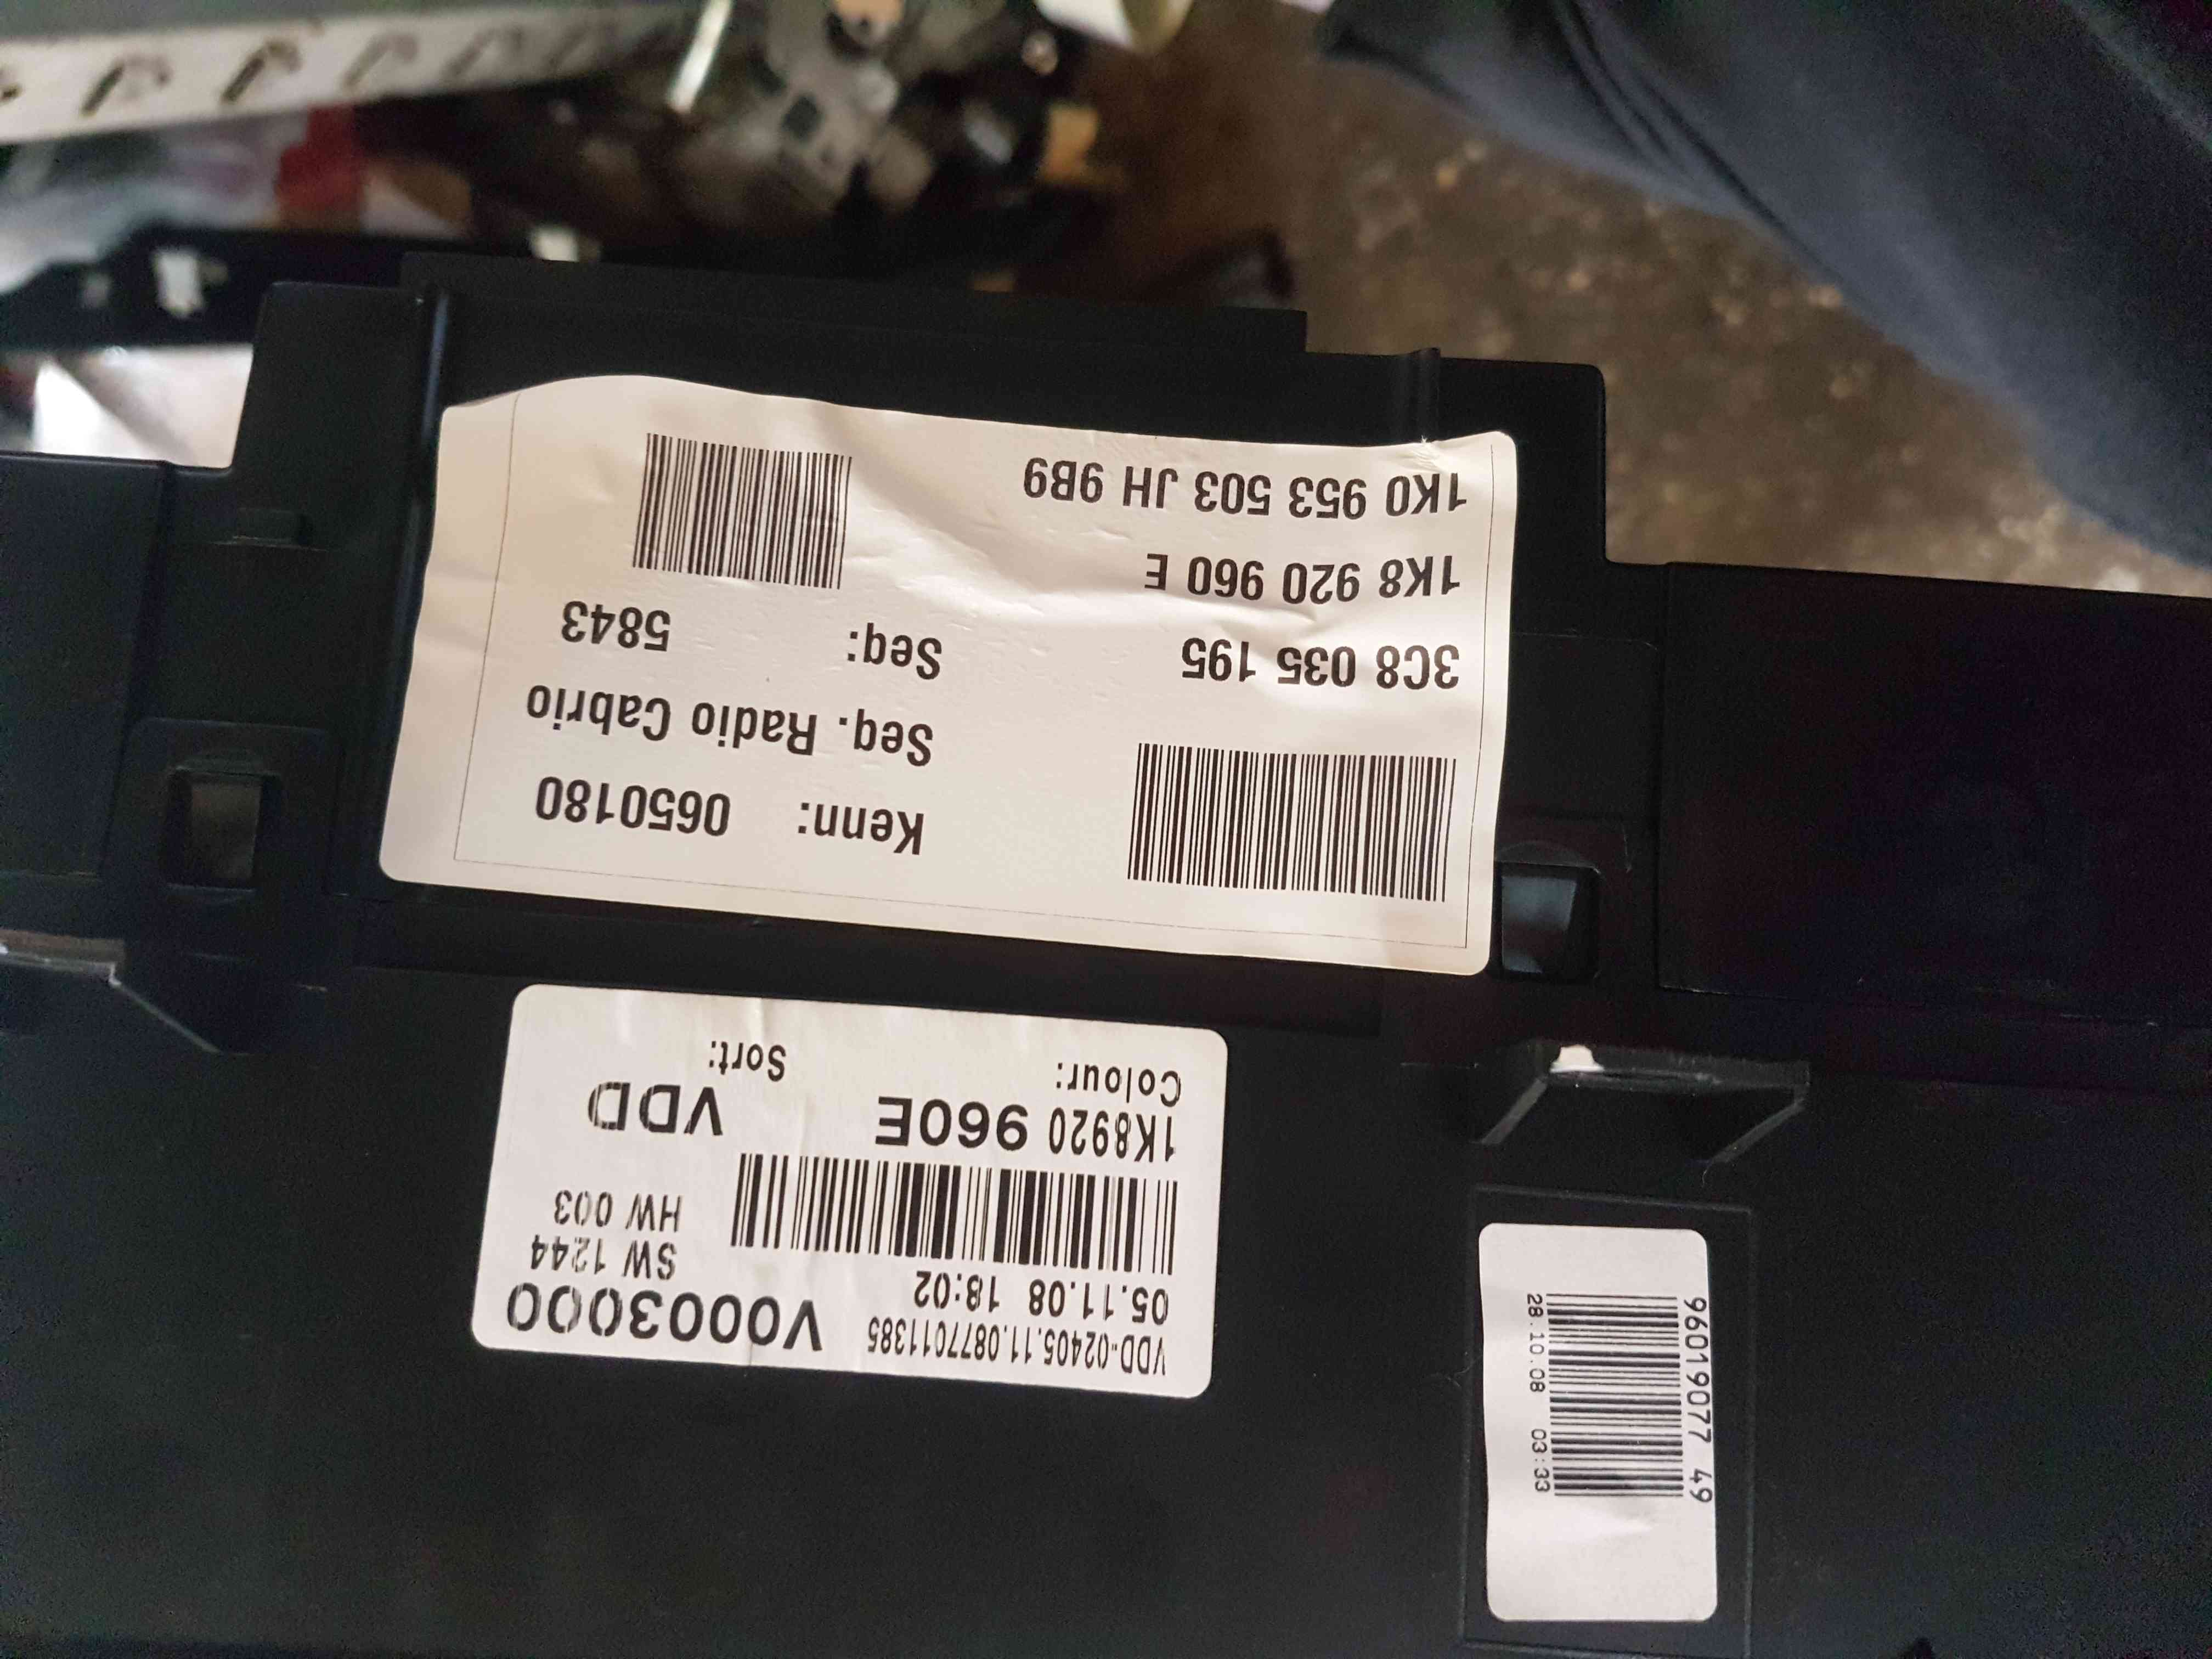 Kenn: 0650180
Seq. Radio Cabrio
3C8 035 195
Seq: 5843
1K8 920 960 E
1K0 953 503 JH 9B9
VDD-02405.11.0877011385
V0003000
05.11.08 18:02
SW 1244
HW 003
1K8920 960E
VDD
Colour:
Sort:
96019077 49
28.10.08 03:33